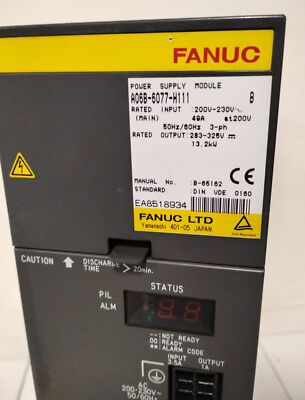 FANUC
POWER SUPPLY MODULE
A06B-6077-H111 B
RATED INPUT :200V-230V~
(MAIN) 49A at200V
50Hz/60Hz 3-ph
RATED OUTPUT:283-325V
13.2kW
MANUAL No. :B-65162
STANDARD :DIN VDE 0160
EA8518934
FANUC LTD
Yamanashi 401-05 JAPAN
CAUTION DISCHARGE
TIME >20min.
STATUS
PIL
ALM
--:NOT READY
00:READY
**:ALARM CODE
INPUT OUTPUT
3.5A 1A
AC
200-230V~
50/60Hz